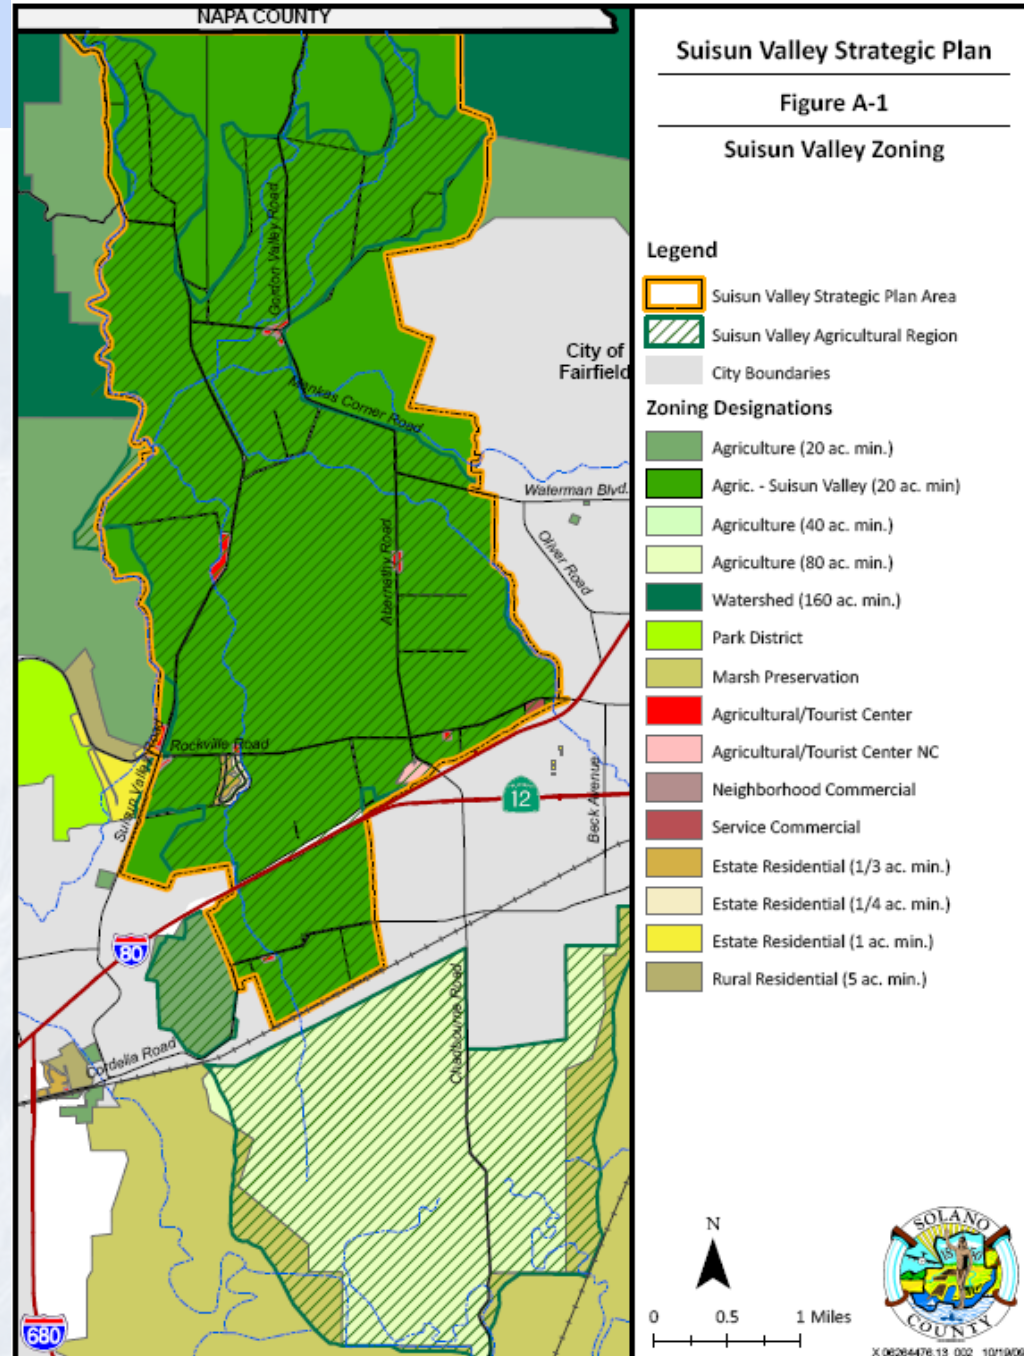 NAPA COUNTY
Suisun Valley Strategic Plan
Figure A-1
Suisun Valley Zoning
Gordon Valley Road
City of
Fairfield
Mankas Corner Road
Waterman Blvd.
Oliver Road
Abernathy Road
Suisun Valley Road
Rockville Road
12
Beck Avenue
80
Chadbourne Road
Cordelia Road
680
Legend
Suisun Valley Strategic Plan Area
Suisun Valley Agricultural Region
City Boundaries
Zoning Designations
Agriculture (20 ac. min.)
Agric. - Suisun Valley (20 ac. min)
Agriculture (40 ac. min.)
Agriculture (80 ac. min.)
Watershed (160 ac. min.)
Park District
Marsh Preservation
Agricultural/Tourist Center
Agricultural/Tourist Center NC
Neighborhood Commercial
Service Commercial
Estate Residential (1/3 ac. min.)
Estate Residential (1/4 ac. min.)
Estate Residential (1 ac. min.)
Rural Residential (5 ac. min.)
N
0 0.5 1 Miles
SOLANO
COUNTY
X 06264476.13 002 10/19/09